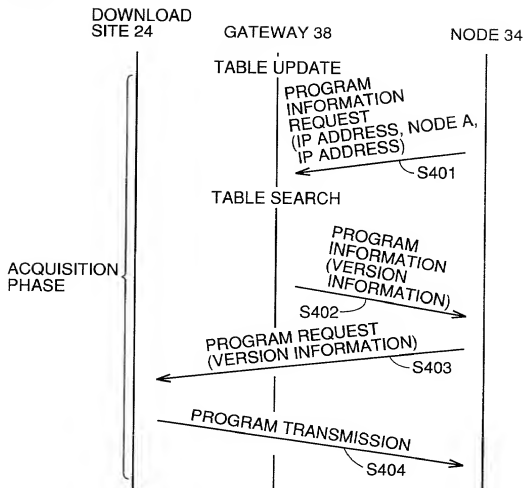 DOWNLOAD
SITE 24
GATEWAY 38
NODE 34
TABLE UPDATE
PROGRAM
INFORMATION
REQUEST
(IP ADDRESS, NODE A,
IP ADDRESS)
S401
TABLE SEARCH
PROGRAM
INFORMATION
(VERSION
INFORMATION)
S402
ACQUISITION
PHASE
PROGRAM REQUEST
(VERSION INFORMATION)
S403
PROGRAM TRANSMISSION
S404